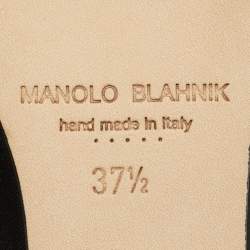 MANOLO BLAHNIK
hand made in Italy
• • • • •
37½